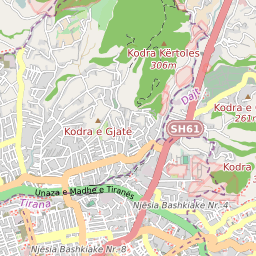 Kodra Kërtoles
306m
Dajt
Kodra e
261m
SH61
Kodra e Gjatë
Kodra
Unaza e Madhe e Tiranës
Tirana
Njësia Bashkiake Nr. 4
Njësia Bashkiake Nr. 8